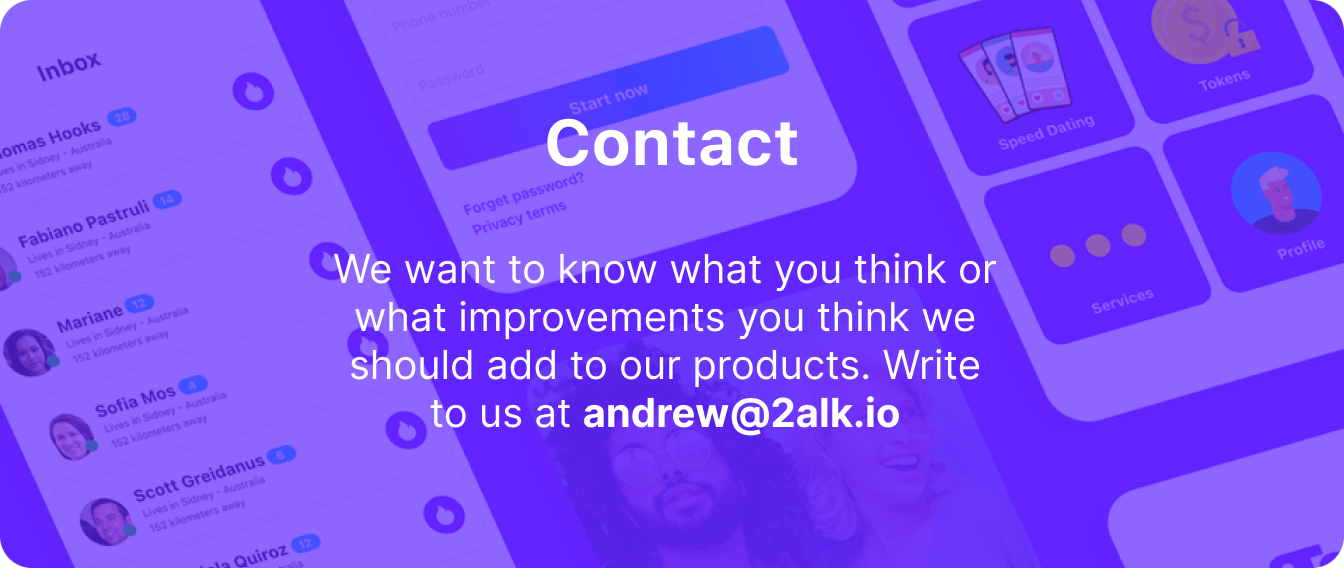 Contact
We want to know what you think or
what improvements you think we
should add to our products. Write
to us at andrew@2alk.io
Inbox
Hooks 28
Lives in Sidney - Australia
152 kilometers away
Fabiano Pastruli 14
Lives in Sidney - Australia
152 kilometers away
Mariane 12
Lives in Sidney - Australia
152 kilometers away
Sofia Mos 4
Lives in Sidney - Australia
152 kilometers away
Scott Greidanus 6
Lives in Sidney - Australia
152 kilometers away
Quiroz 12
Phone number
Password
Start now
Forget password?
Privacy terms
Speed Dating
Tokens
Services
Profile